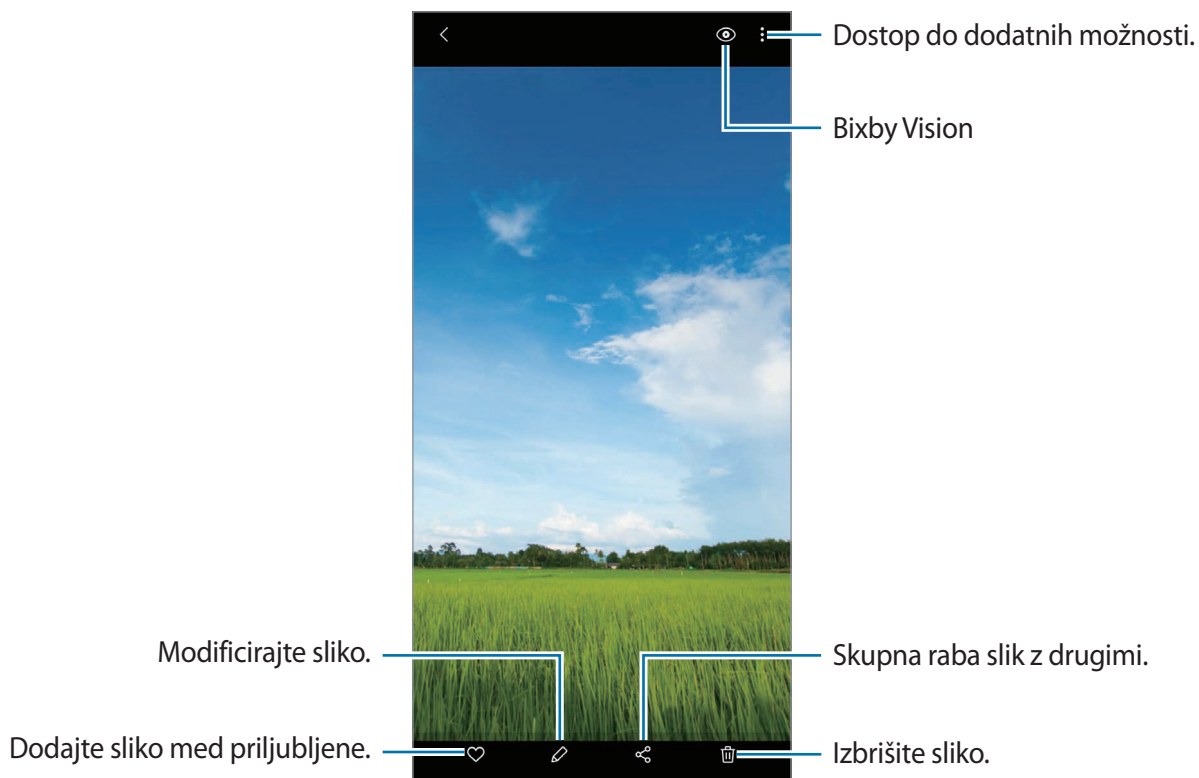 Dostop do dodatnih možnosti.
Bixby Vision
Modificirajte sliko.
Skupna raba slik z drugimi.
Dodajte sliko med priljubljene.
Izbrišite sliko.